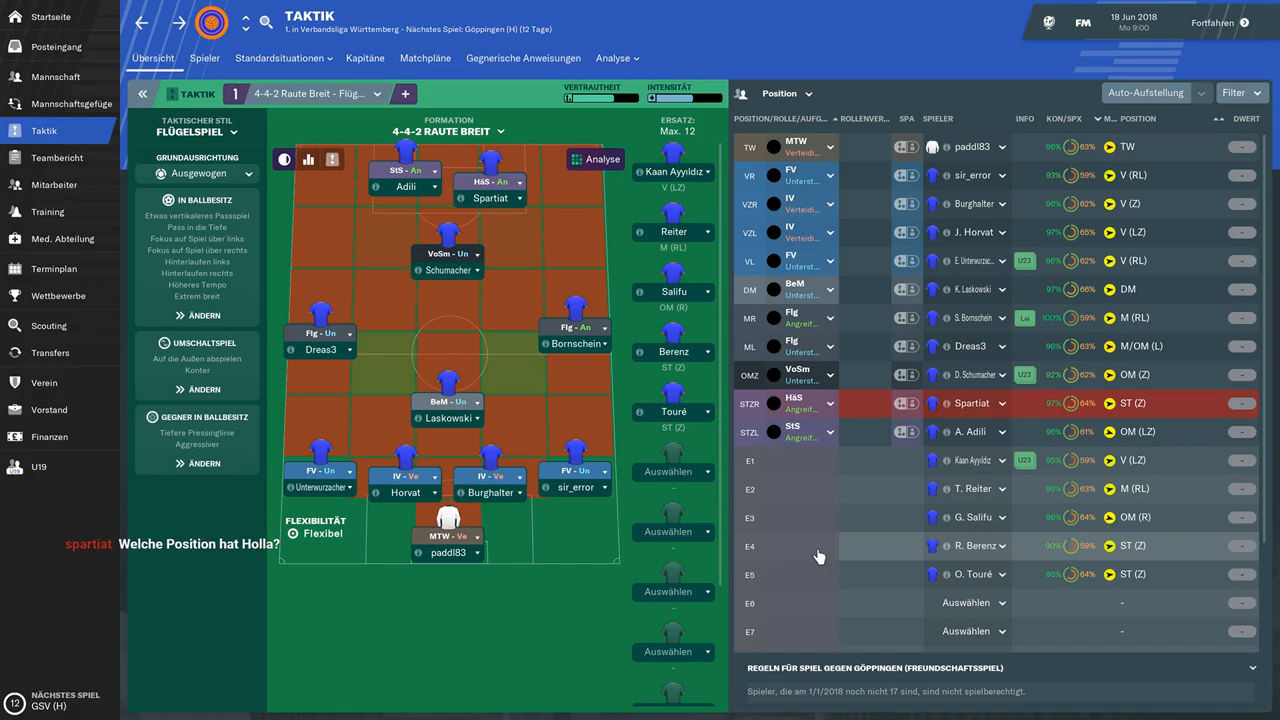 Startseite
Posteingang
Mannschaft
Mannschaftsgefüge
Taktik
Teambericht
Mitarbeiter
Training
Med. Abteilung
Terminplan
Wettbewerbe
Scouting
Transfers
Verein
Vorstand
Finanzen
U19
12 NÄCHSTES SPIEL
GSV (H)
TAKTIK
1. in Verbandsliga Württemberg - Nächstes Spiel: Göppingen (H) (12 Tage)
FM
18 Jun 2018
Mo 9:00
Fortfahren
Übersicht Spieler Standardsituationen Kapitäne Matchpläne Gegnerische Anweisungen Analyse
TAKTIK 1 4-4-2 Raute Breit - Flüg... +
VERTRAUTHEIT INTENSITÄT
TAKTISCHER STIL
FLÜGELSPIEL
GRUNDAUSRICHTUNG
Ausgewogen
IN BALLBESITZ
Etwas vertikaleres Passspiel
Pass in die Tiefe
Fokus auf Spiel über links
Fokus auf Spiel über rechts
Hinterlaufen links
Hinterlaufen rechts
Höheres Tempo
Extrem breit
ÄNDERN
UMSCHALTSPIEL
Auf die Außen abspielen
Konter
ÄNDERN
GEGNER IN BALLBESITZ
Tiefere Pressinglinie
Aggressiver
ÄNDERN
FORMATION
4-4-2 RAUTE BREIT
Analyse
StS - An
Adili
HäS - An
Spartiat
VoSm - Un
Schumacher
Flg - Un
Dreas3
Flg - An
Bornschein
BeM - Un
Laskowski
FV - Un
Unterwurzacher
IV - Ve
Horvat
IV - Ve
Burghalter
FV - Un
sir_error
MTW - Ve
paddl83
FLEXIBILITÄT
Flexibel
spartiat Welche Position hat Holla?
ERSATZ:
Max. 12
Kaan Ayyıldız
V (LZ)
Reiter
M (RL)
Salifu
OM (R)
Berenz
ST (Z)
Touré
ST (Z)
Auswählen
-
Auswählen
-
Auswählen
-
Auswählen
-
Position
Auto-Aufstellung
Filter
POSITION/ROLLE/AUFG... ROLLENVER... SPA SPIELER INFO KON/SPX M... POSITION DWERT
TW MTW Verteidi... paddl83 96% 63% TW -
VR FV Unterst... sir_error 93% 59% V (RL) -
VZR IV Verteidi... Burghalter 96% 62% V (Z) -
VZL IV Verteidi... J. Horvat 97% 65% V (LZ) -
VL FV Unterst... E. Unterwurzac... U23 96% 62% V (RL) -
DM BeM Unterst... K. Laskowski 97% 66% DM -
MR Flg Angreif... S. Bornschein Lei 100% 59% M (RL) -
ML Flg Unterst... Dreas3 96% 63% M/OM (L) -
OMZ VoSm Unterst... D. Schumacher U23 92% 62% OM (Z) -
STZR HäS Angreif... Spartiat 97% 64% ST (Z) -
STZL StS Angreif... A. Adili 96% 61% OM (LZ) -
E1 Kaan Ayyıldız U23 95% 59% V (LZ) -
E2 T. Reiter 96% 63% M (RL) -
E3 G. Salifu 96% 64% OM (R) -
E4 R. Berenz 90% 59% ST (Z) -
E5 O. Touré 96% 64% ST (Z) -
E6 Auswählen - -
E7 Auswählen - -
REGELN FÜR SPIEL GEGEN GÖPPINGEN (FREUNDSCHAFTSSPIEL)
Spieler, die am 1/1/2018 noch nicht 17 sind, sind nicht spielberechtigt.